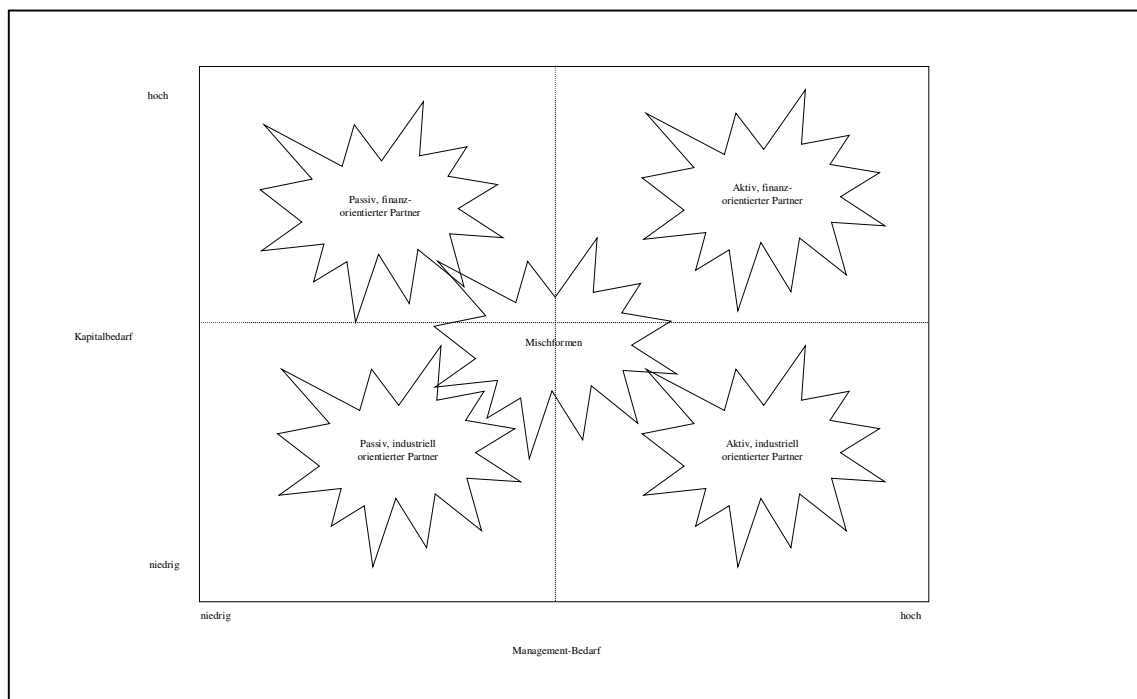 hoch
Passiv, finanz-
orientierter Partner
Aktiv, finanz-
orientierter Partner
Kapitalbedarf
Mischformen
Passiv, industriell
orientierter Partner
Aktiv, industriell
orientierter Partner
niedrig
niedrig
hoch
Management-Bedarf